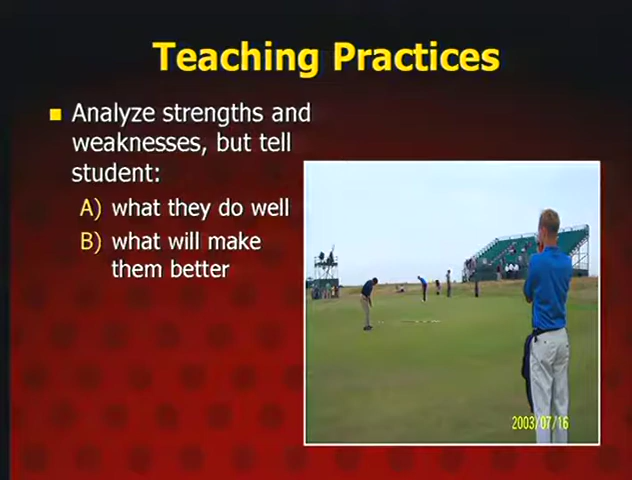 Teaching Practices
Analyze strengths and
weaknesses, but tell
student:
A) what they do well
B) what will make
them better
2003/07/16